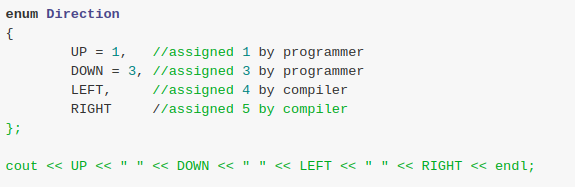 enum Direction
{
        UP = 1,   //assigned 1 by programmer
        DOWN = 3, //assigned 3 by programmer
        LEFT,     //assigned 4 by compiler
        RIGHT     //assigned 5 by compiler
};
cout << UP << " " << DOWN << " " << LEFT << " " << RIGHT << endl;